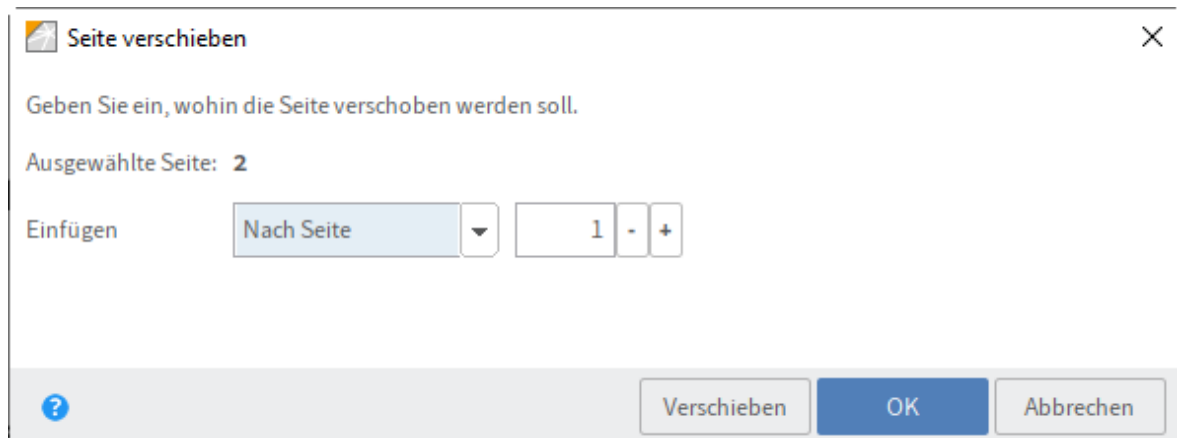 Seite verschieben
Geben Sie ein, wohin die Seite verschoben werden soll.
Ausgewählte Seite: 2
Einfügen Nach Seite 1 - +
? Verschieben OK Abbrechen